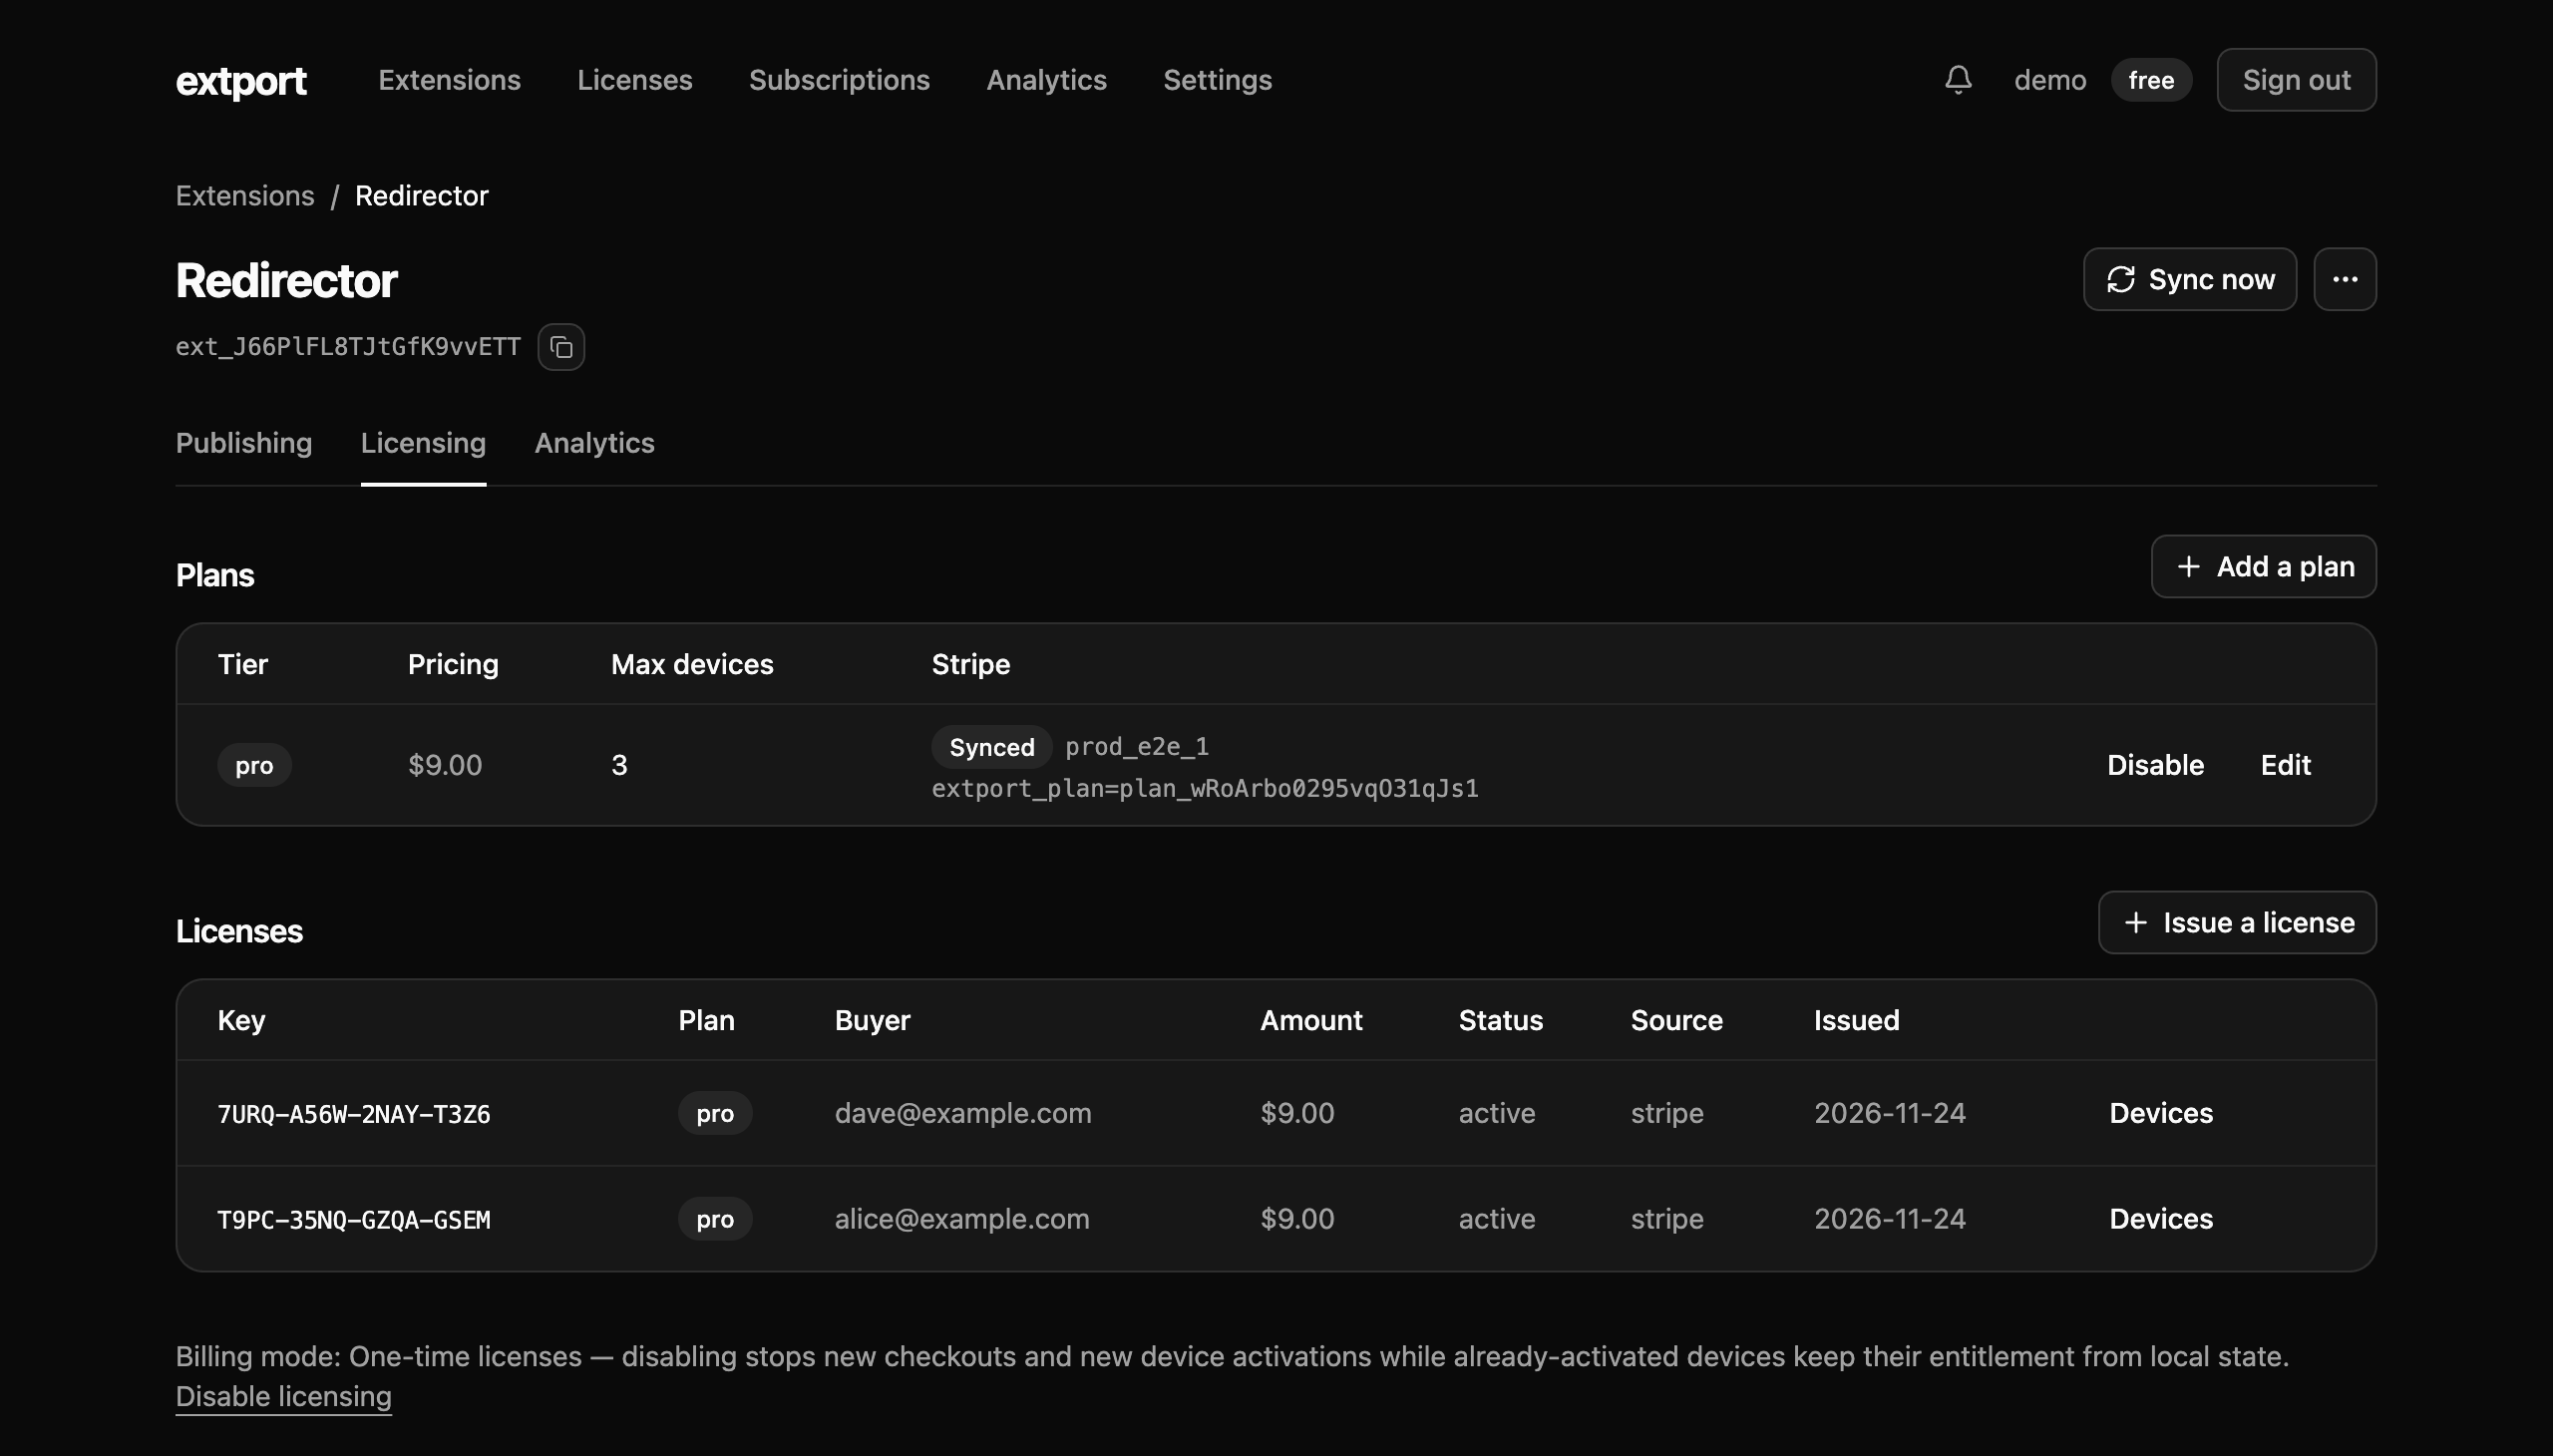 extport Extensions Licenses Subscriptions Analytics Settings demo free Sign out
Extensions / Redirector
Redirector Sync now
ext_J66PlFL8TJtGfK9vvETT
Publishing Licensing Analytics
Plans + Add a plan
Tier Pricing Max devices Stripe
pro $9.00 3 Synced prod_e2e_1 Disable Edit
extport_plan=plan_wRoArbo0295vqO31qJs1
Licenses + Issue a license
Key Plan Buyer Amount Status Source Issued
7URQ-A56W-2NAY-T3Z6 pro dave@example.com $9.00 active stripe 2026-11-24 Devices
T9PC-35NQ-GZQA-GSEM pro alice@example.com $9.00 active stripe 2026-11-24 Devices
Billing mode: One-time licenses — disabling stops new checkouts and new device activations while already-activated devices keep their entitlement from local state.
Disable licensing